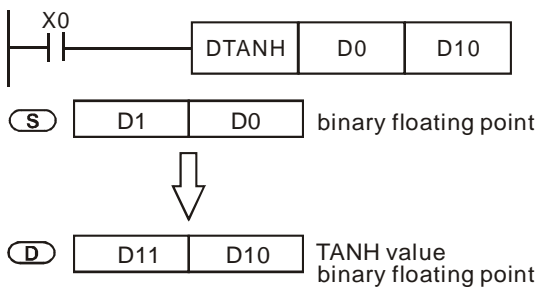 X0
DTANH D0 D10
S D1 D0 binary floating point
D D11 D10 TANH value
binary floating point